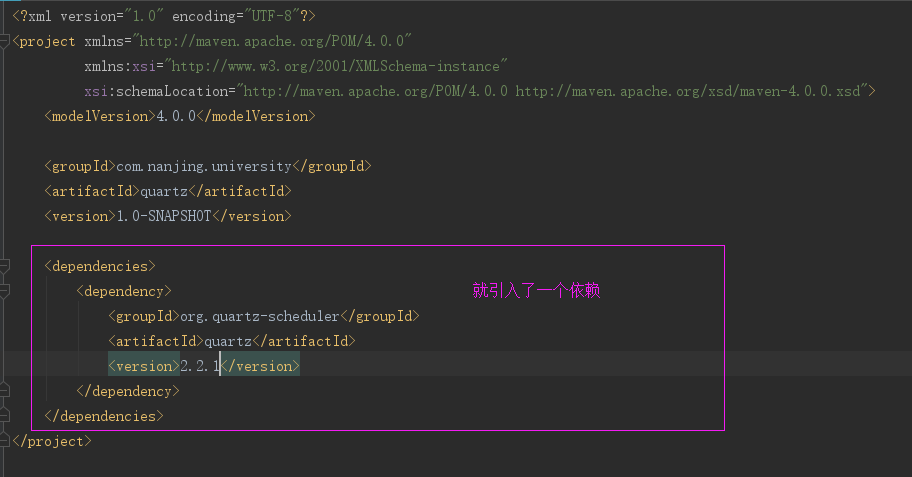 <?xml version="1.0" encoding="UTF-8"?>
<project xmlns="http://maven.apache.org/POM/4.0.0"
xmlns:xsi="http://www.w3.org/2001/XMLSchema-instance"
xsi:schemaLocation="http://maven.apache.org/POM/4.0.0 http://maven.apache.org/xsd/maven-4.0.0.xsd">
<modelVersion>4.0.0</modelVersion>
<groupId>com.nanjing.university</groupId>
<artifactId>quartz</artifactId>
<version>1.0-SNAPSHOT</version>
<dependencies>
<dependency>
就引入了一个依赖
<groupId>org.quartz-scheduler</groupId>
<artifactId>quartz</artifactId>
<version>2.2.1</version>
</dependency>
</dependencies>
</project>